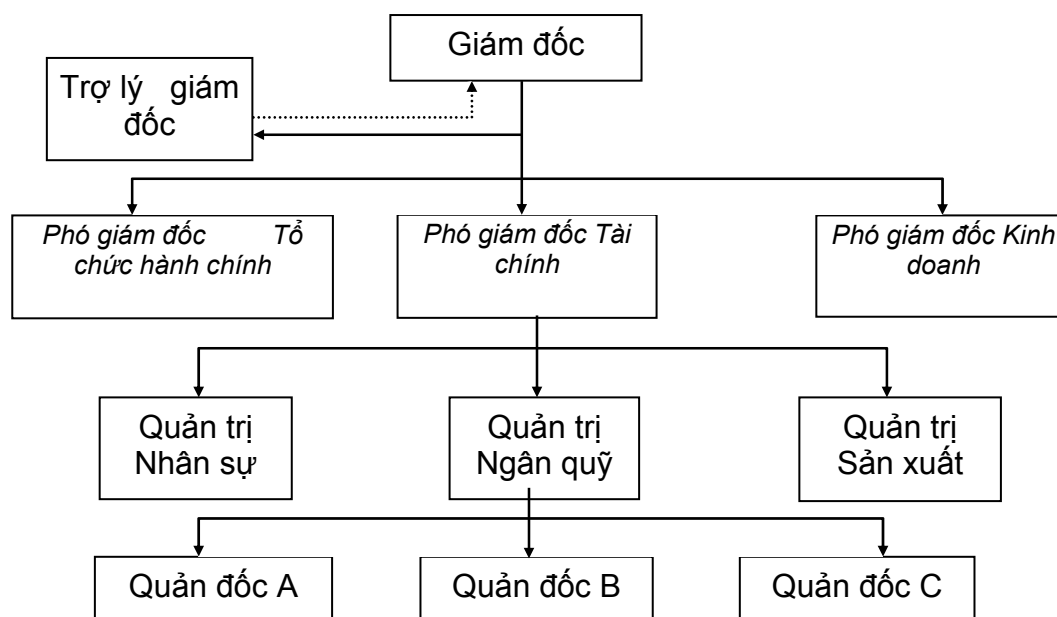 Giám đốc
Trợ lý giám
đốc
Phó giám đốc Tổ
chức hành chính
Phó giám đốc Tài
chính
Phó giám đốc Kinh
doanh
Quản trị
Nhân sự
Quản trị
Ngân quỹ
Quản trị
Sản xuất
Quản đốc A
Quản đốc B
Quản đốc C